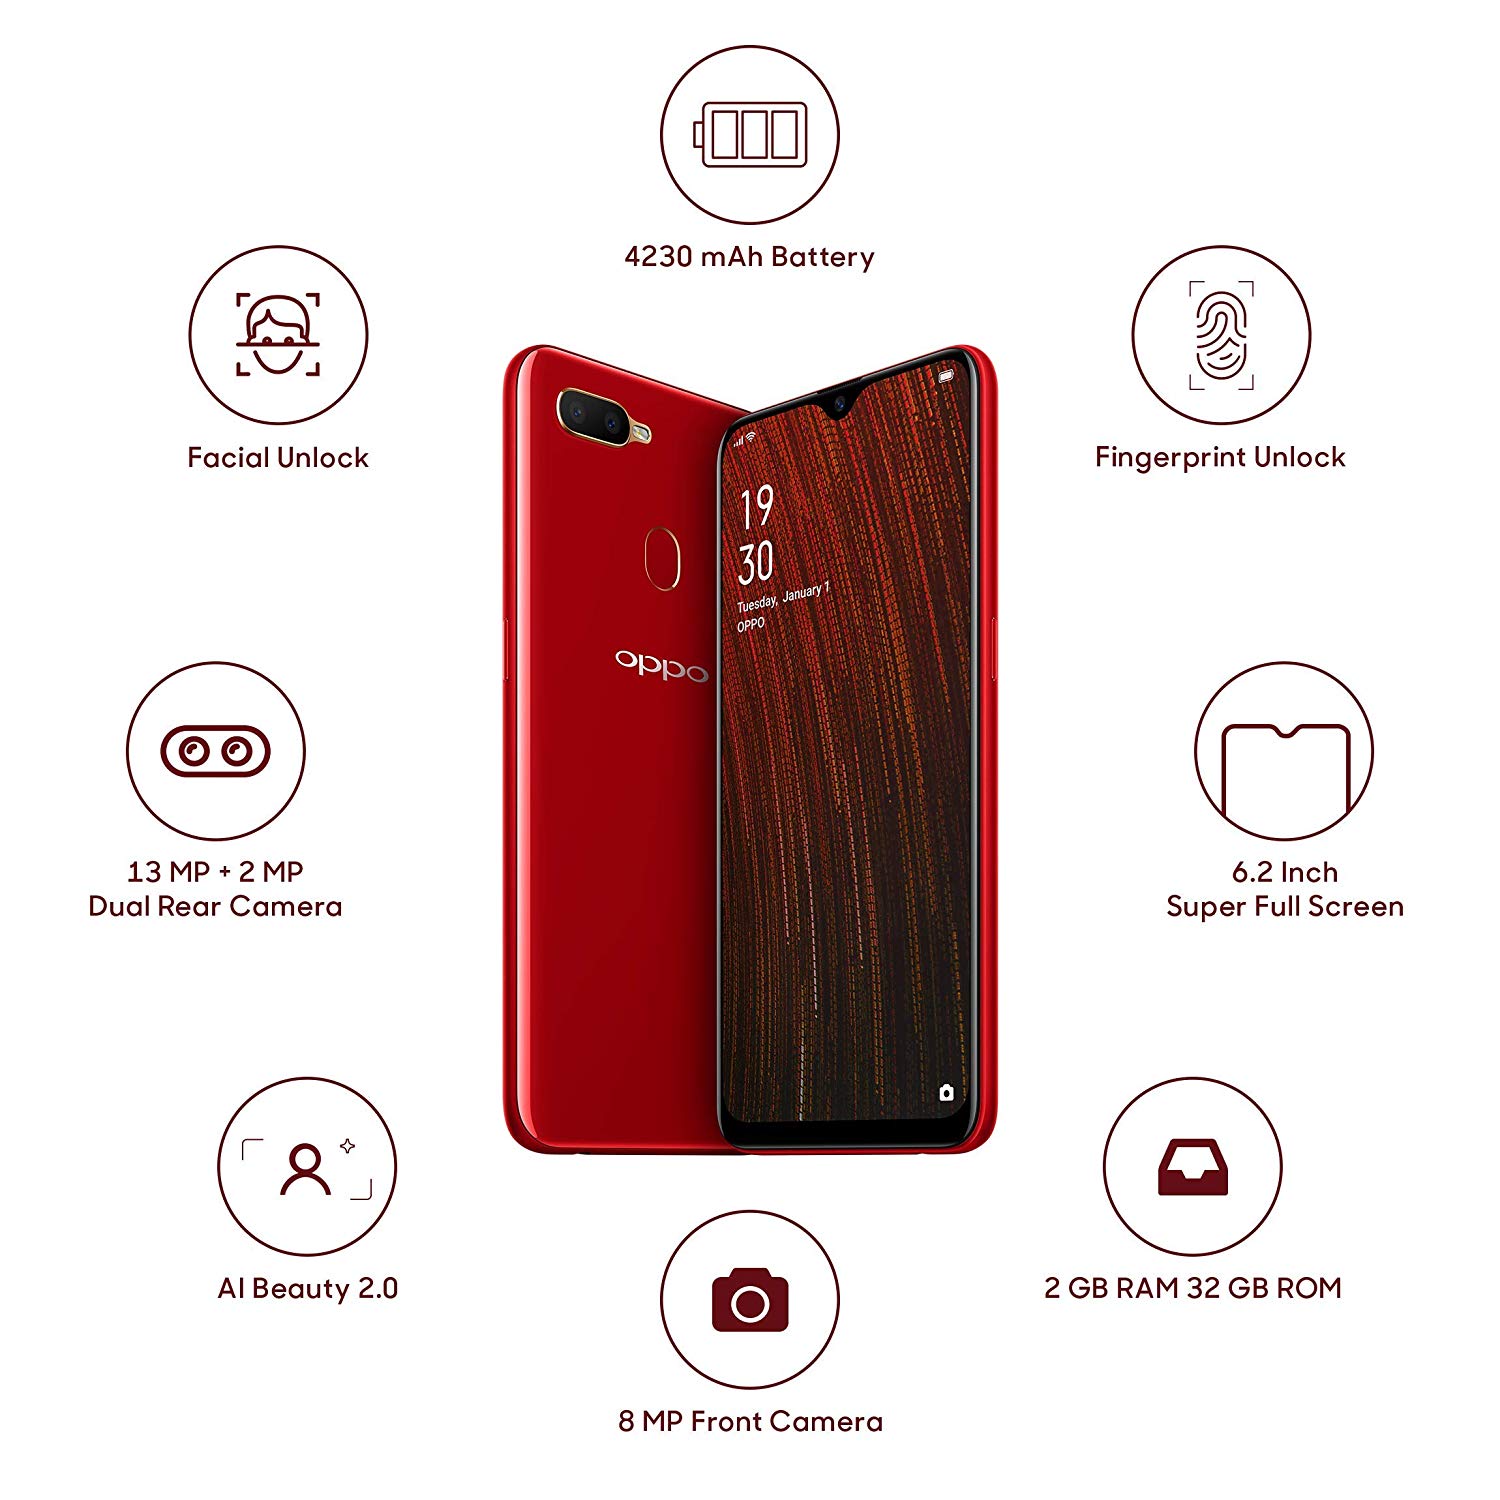 4230 mAh Battery
Facial Unlock
Fingerprint Unlock
19
30
Tuesday, January 1
OPPO
oppo
13 MP + 2 MP
Dual Rear Camera
6.2 Inch
Super Full Screen
AI Beauty 2.0
2 GB RAM 32 GB ROM
8 MP Front Camera